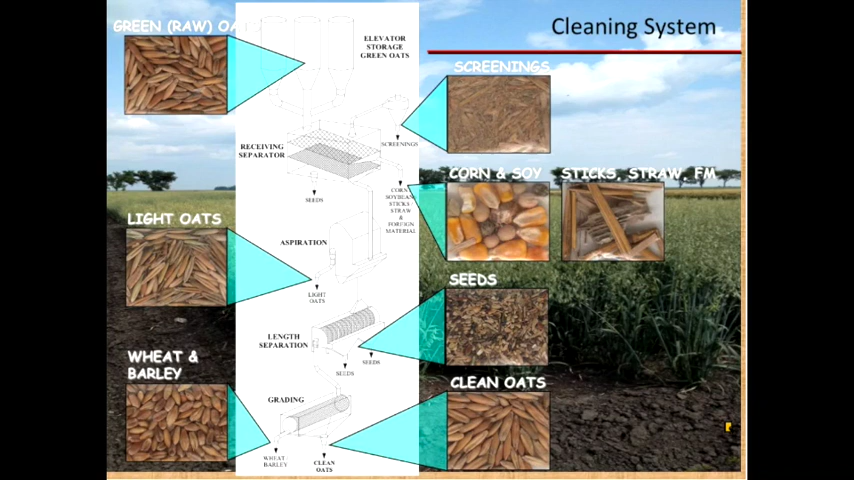 Cleaning System
GREEN (RAW) OA
ELEVATOR
STORAGE
GREEN OATS
SCREENINGS
SCREENINGS
RECEIVING
SEPARATOR
SEEDS
CORN
SOYBEAN
STICKS
STRAW
&
FOREIGN
MATERIAL
CORN & SOY
STICKS, STRAW, FM
LIGHT OATS
ASPIRATION
LIGHT
OATS
SEEDS
LENGTH
SEPARATION
SEEDS
SEEDS
WHEAT &
BARLEY
GRADING
CLEAN OATS
WHEAT /
BARLEY
CLEAN
OATS